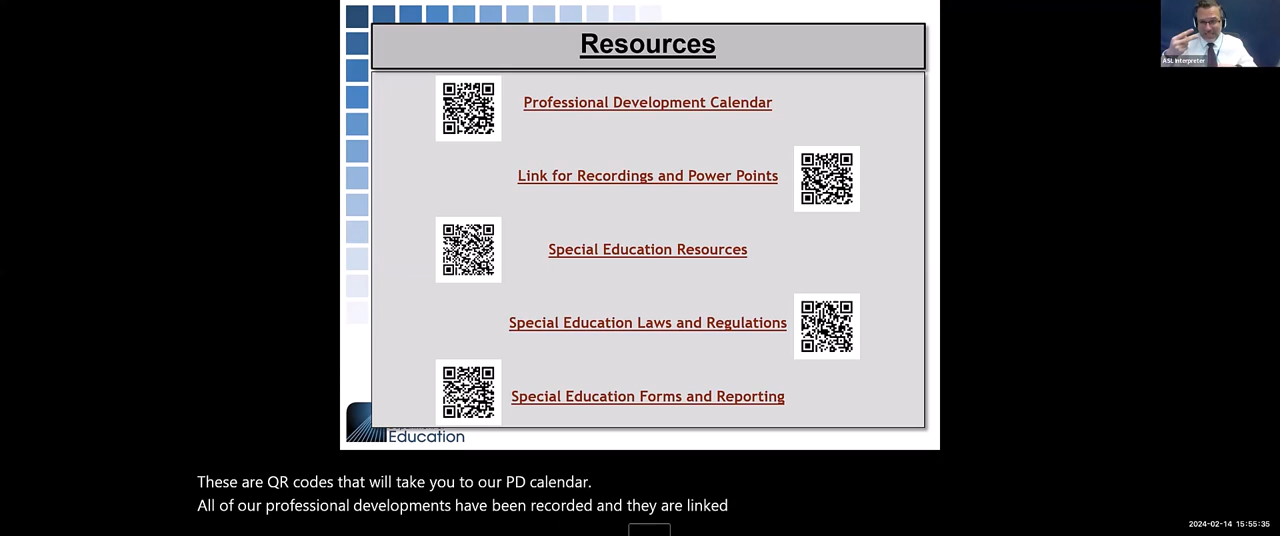 Resources
Professional Development Calendar
Link for Recordings and Power Points
Special Education Resources
Special Education Laws and Regulations
Special Education Forms and Reporting
Education
ASL Interpreter
These are QR codes that will take you to our PD calendar.
All of our professional developments have been recorded and they are linked
2024-02-14 15:55:35